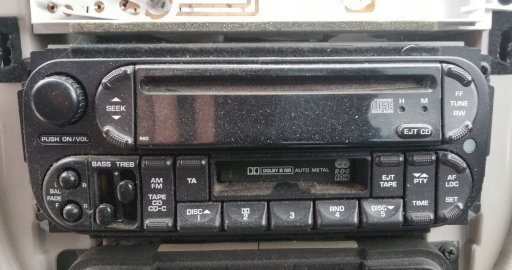 SEEK
PUSH ON/VOL
RAD
DISC
H M
EJT CD
FF
TUNE
RW
BASS TREB
BAL
FADE
R
F
R
AM
FM
TA
TAPE
CD
CD-C
DOLBY B NR AUTO METAL
R·D·S
EON
EJT
TAPE
PTY
AF
LOC
TIME
SET
DISC
1
2
3
RND
4
DISC
5